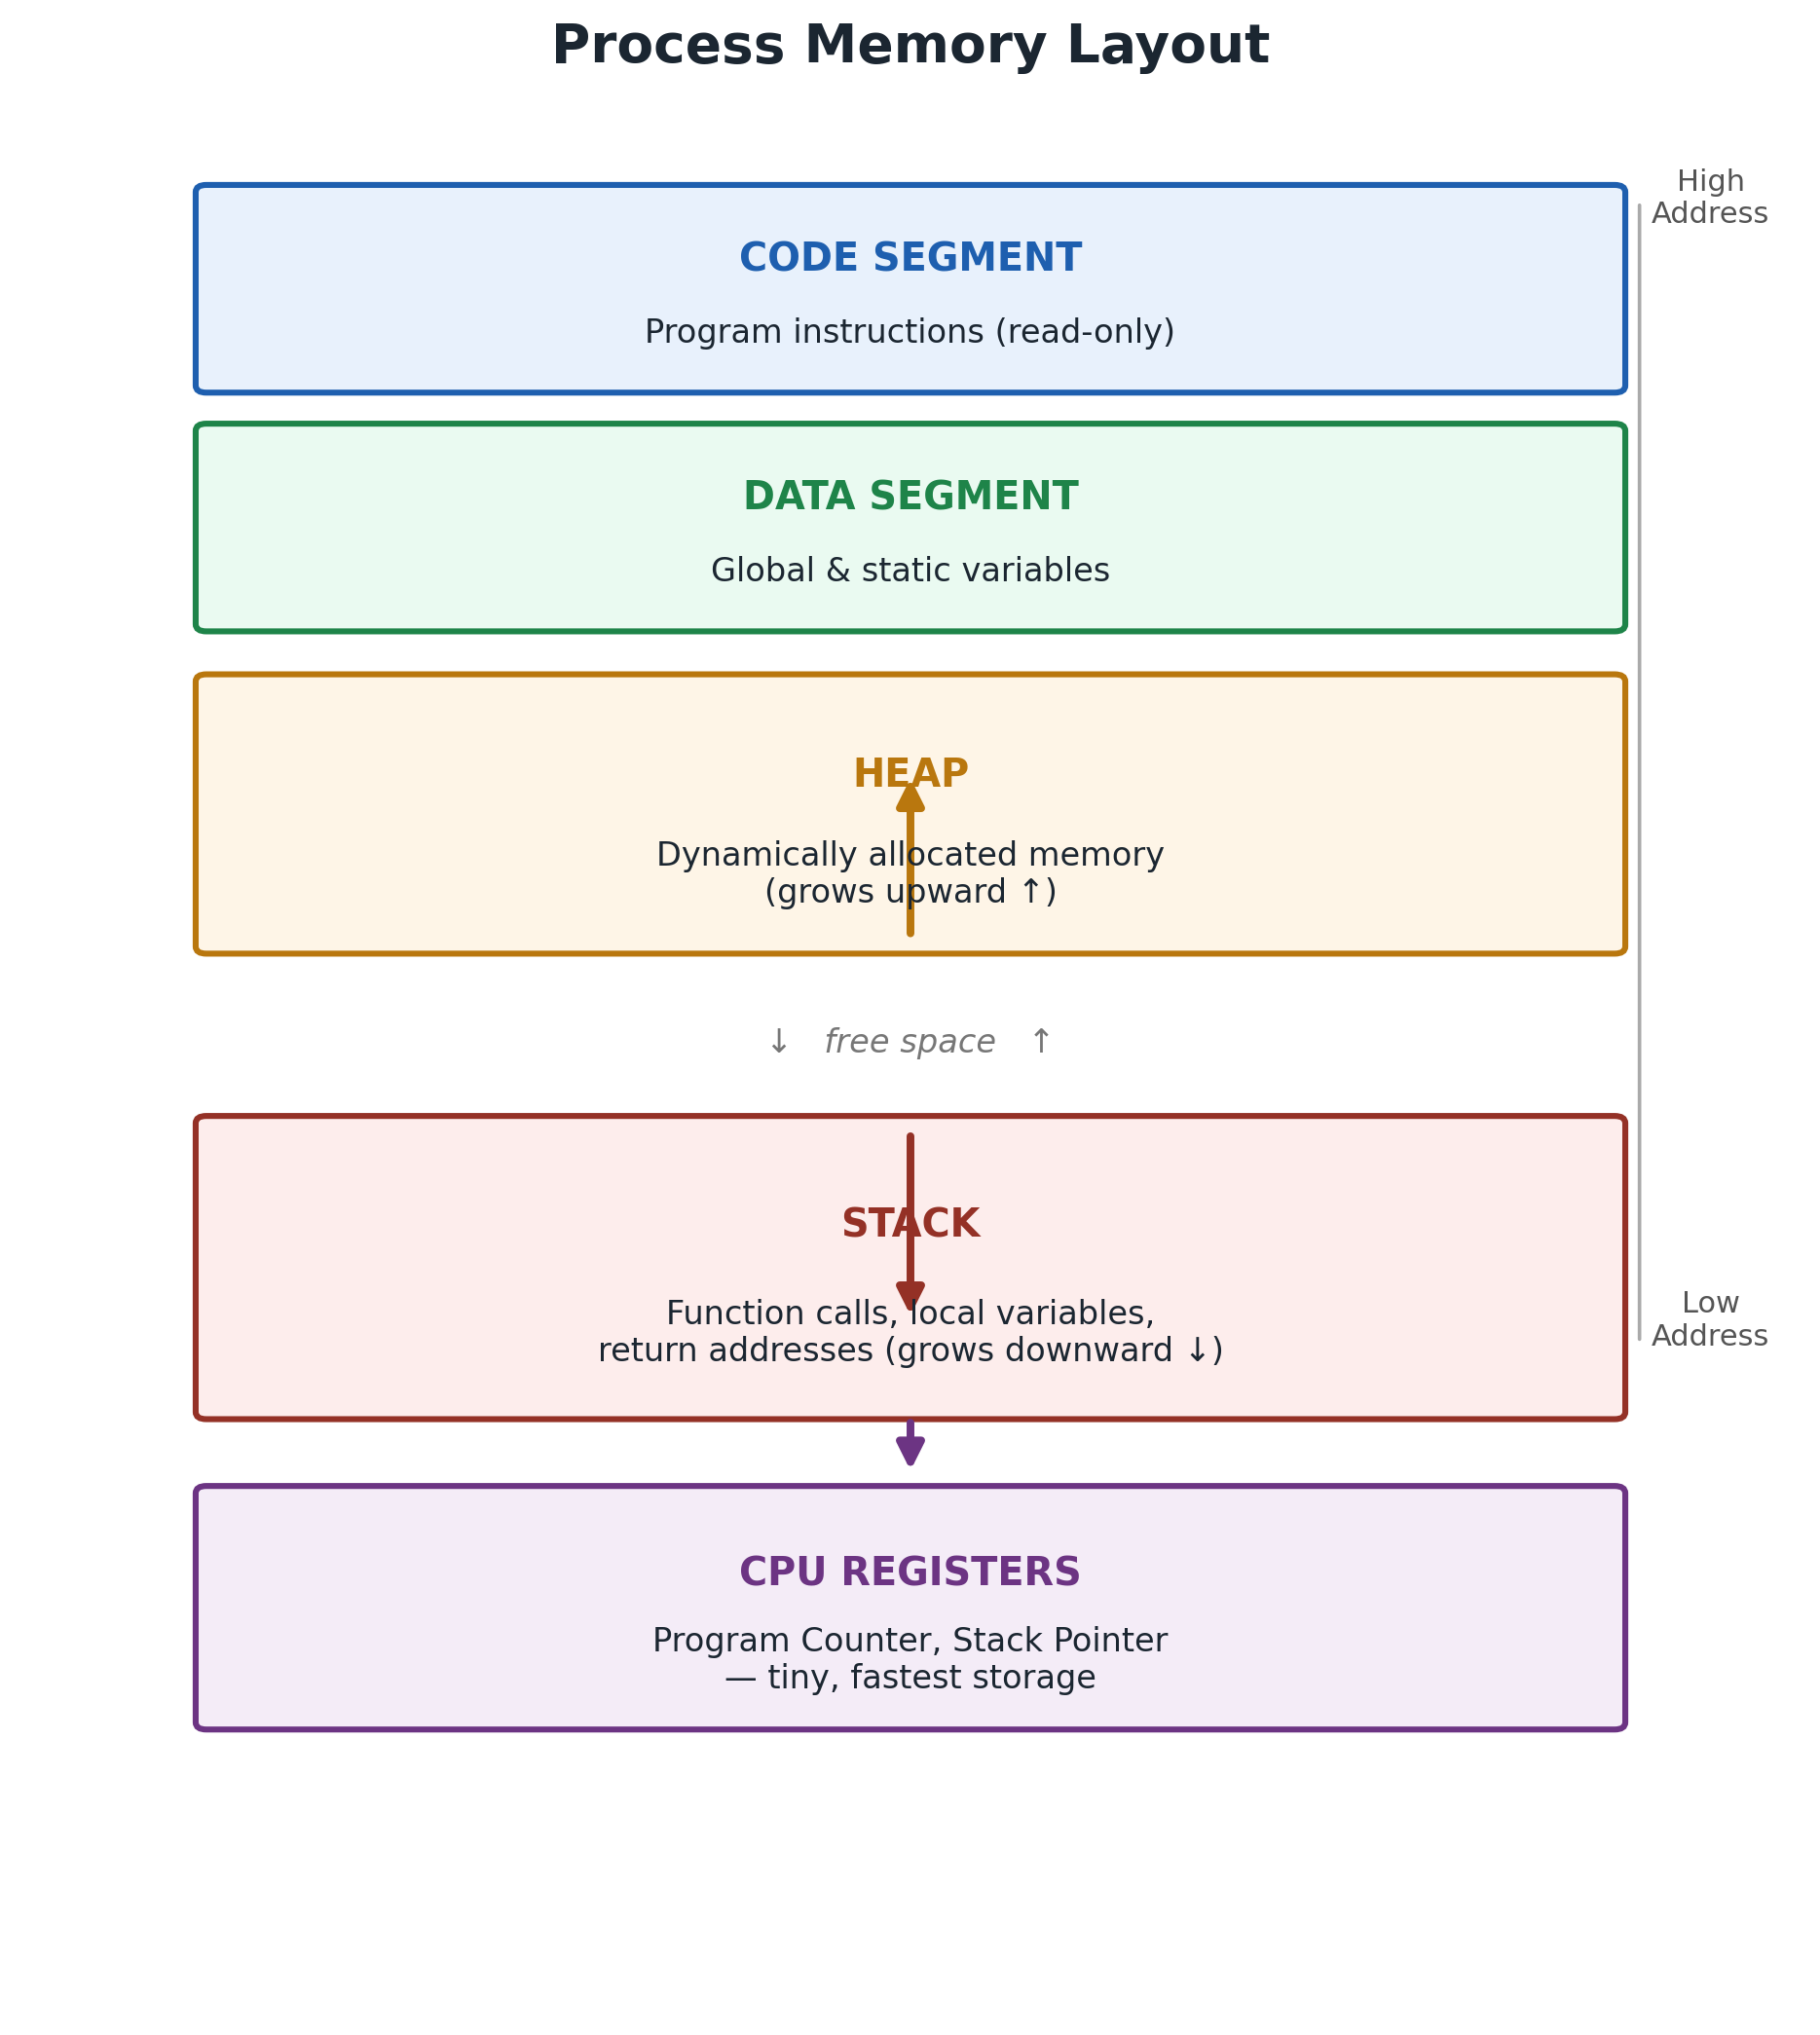 Process Memory Layout
High
Address
CODE SEGMENT
Program instructions (read-only)
DATA SEGMENT
Global & static variables
HEAP
Dynamically allocated memory
(grows upward ↑)
↓ free space ↑
STACK
Function calls, local variables,
return addresses (grows downward ↓)
Low
Address
CPU REGISTERS
Program Counter, Stack Pointer
— tiny, fastest storage